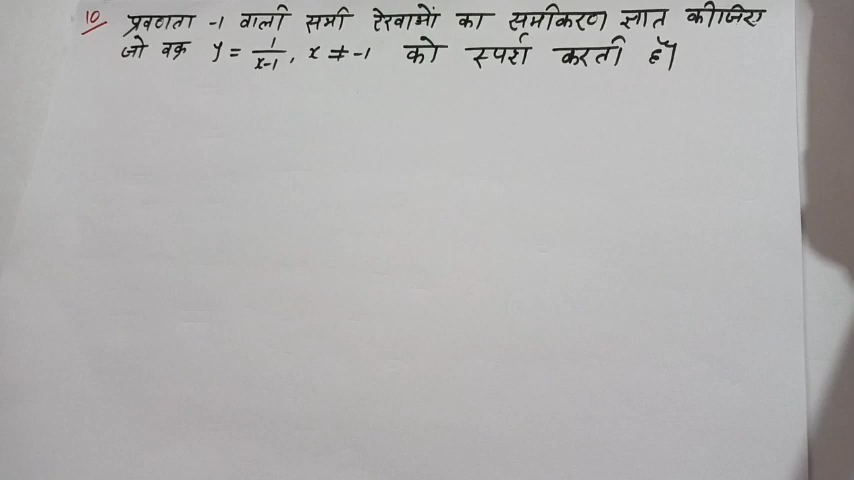 10 प्रवणता -1 वाली सभी रेखाओं का समीकरण ज्ञात कीजिए
जो वक्र y = 1/(x-1), x ≠ -1 को स्पर्श करती हैं।